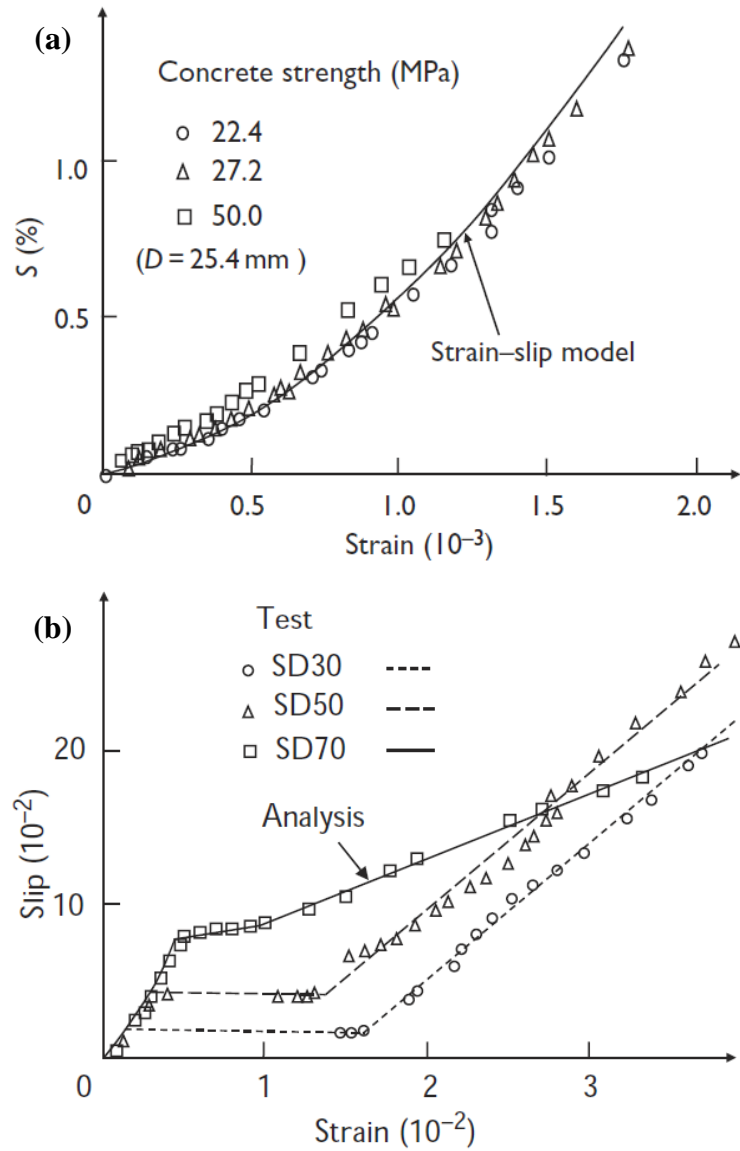 (a)
Concrete strength (MPa)
22.4
27.2
50.0
(D = 25.4 mm )
1.0
0.5
S (%)
Strain–slip model
0 0.5 1.0 1.5 2.0
Strain (10⁻³)
(b)
Test
SD30
SD50
SD70
20
Analysis
10
Slip (10⁻²)
0 1 2 3
Strain (10⁻²)